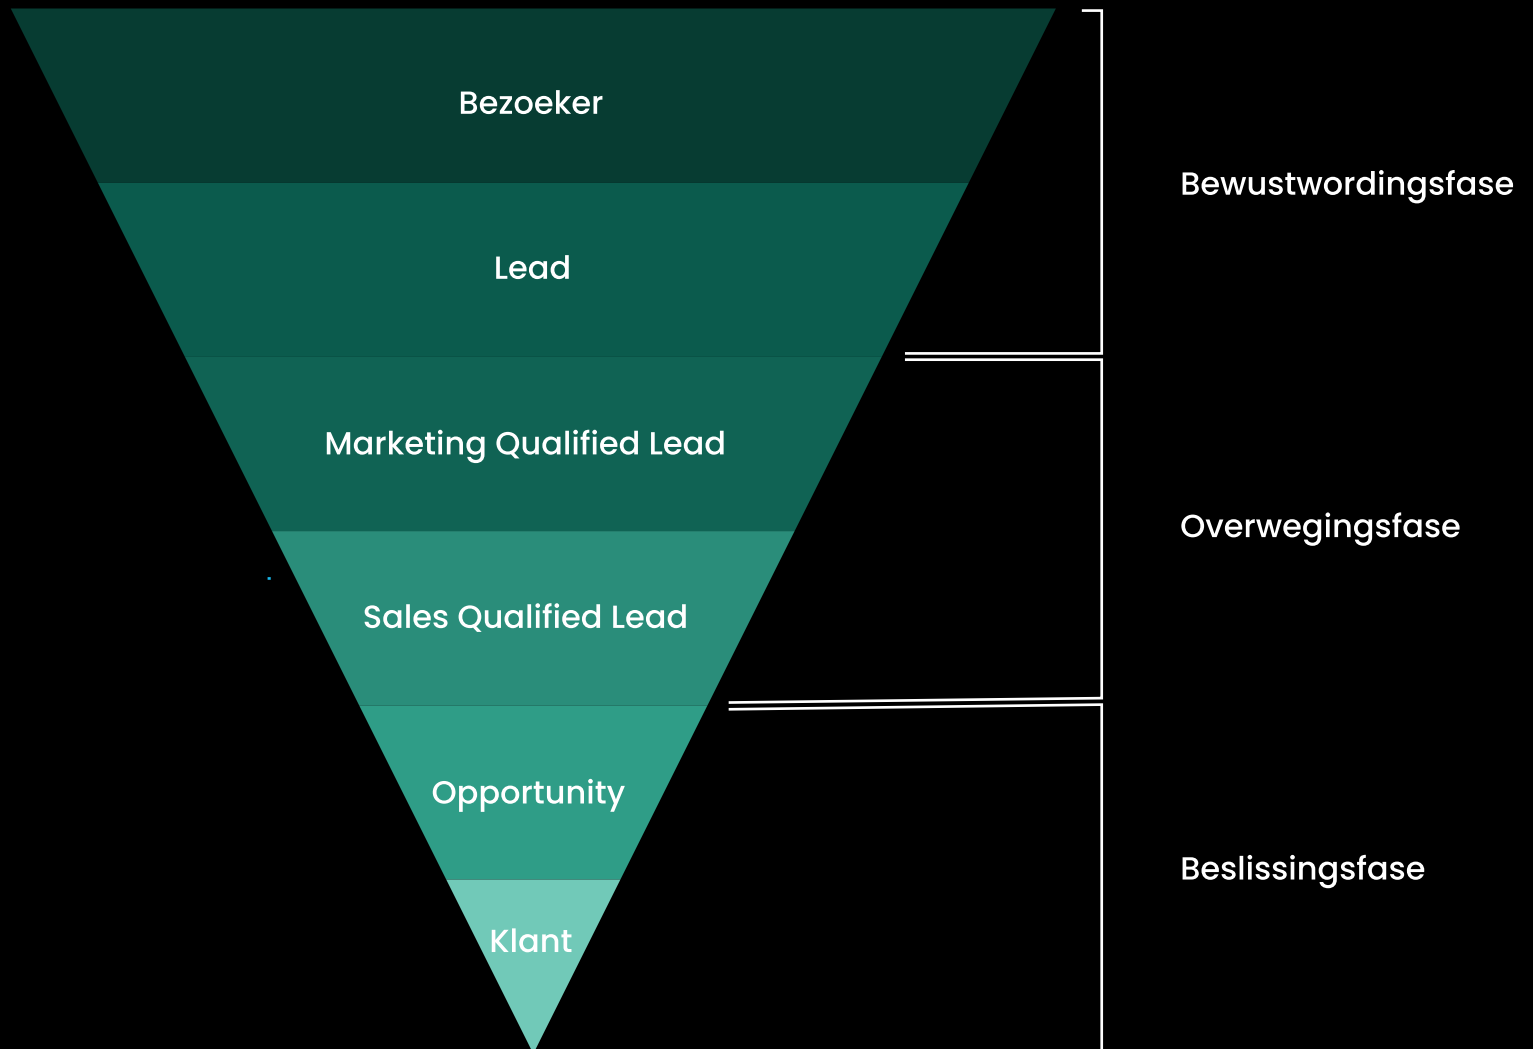 Bezoeker
Bewustwordingsfase
Lead
Marketing Qualified Lead
Overwegingsfase
Sales Qualified Lead
Opportunity
Beslissingsfase
Klant